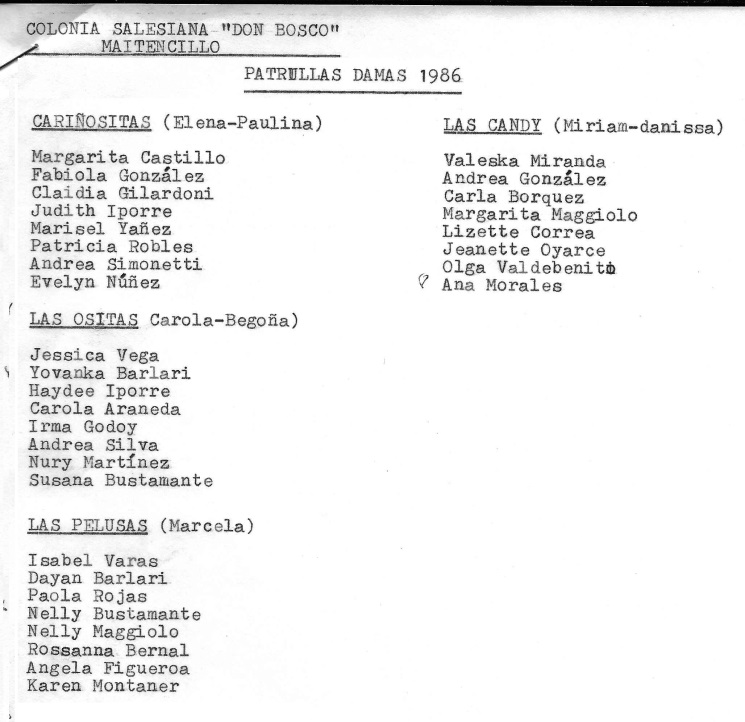 COLONIA SALESIANA "DON BOSCO"
MAITENCILLO
PATRULLAS DAMAS 1986
CARIÑOSITAS (Elena-Paulina)
Margarita Castillo
Fabiola González
Claidia Gilardoni
Judith Iporre
Marisel Yañez
Patricia Robles
Andrea Simonetti
Evelyn Núñez
LAS OSITAS Carola-Begoña)
Jessica Vega
Yovanka Barlari
Haydee Iporre
Carola Araneda
Irma Godoy
Andrea Silva
Nury Martínez
Susana Bustamante
LAS PELUSAS (Marcela)
Isabel Varas
Dayan Barlari
Paola Rojas
Nelly Bustamante
Nelly Maggiolo
Rossanna Bernal
Angela Figueroa
Karen Montaner
LAS CANDY (Miriam-danissa)
Valeska Miranda
Andrea González
Carla Borquez
Margarita Maggiolo
Lizette Correa
Jeanette Oyarce
Olga Valdebenito
Ana Morales